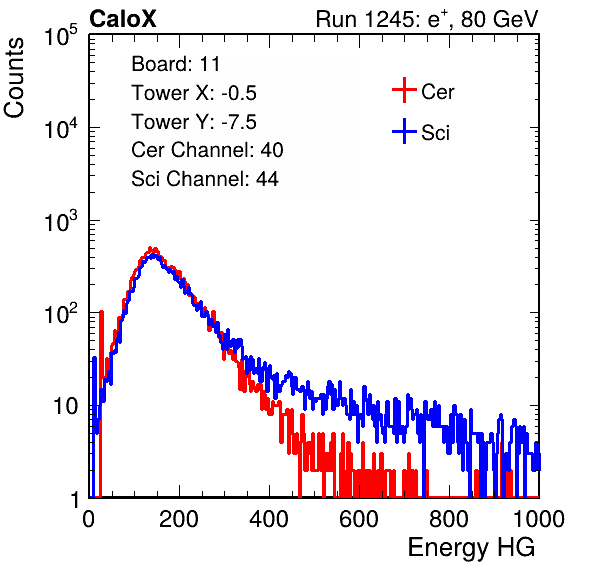 CaloX Run 1245: e⁺, 80 GeV
Counts
10⁵
10⁴
10³
10²
10
1
Board: 11
Tower X: -0.5
Tower Y: -7.5
Cer Channel: 40
Sci Channel: 44
Cer
Sci
0 200 400 600 800 1000
Energy HG